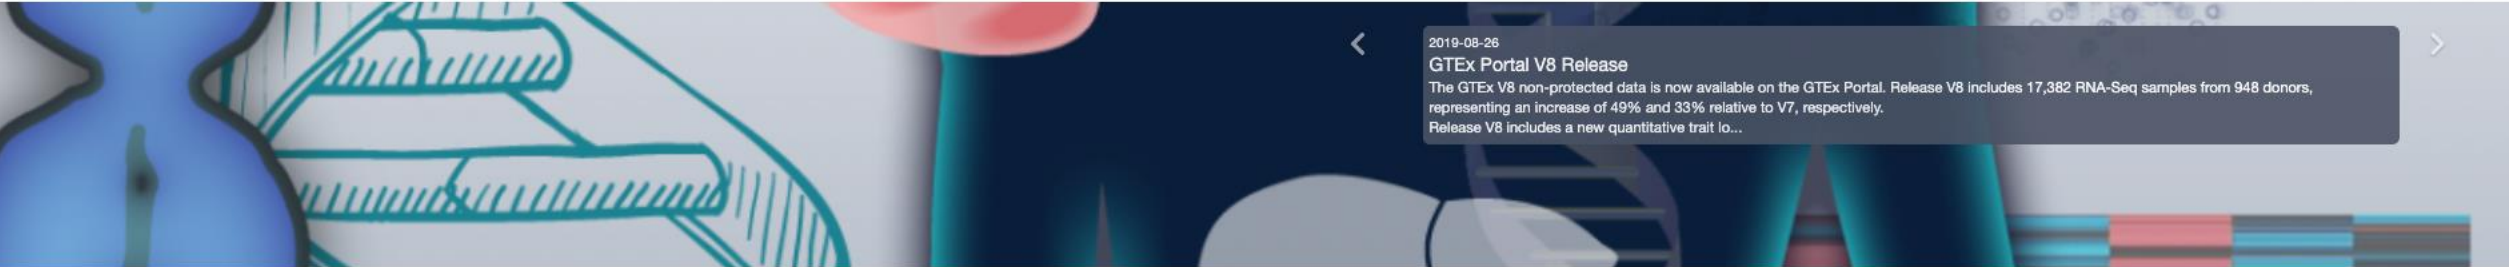 2019-08-26
GTEx Portal V8 Release
The GTEx V8 non-protected data is now available on the GTEx Portal. Release V8 includes 17,382 RNA-Seq samples from 948 donors,
representing an increase of 49% and 33% relative to V7, respectively.
Release V8 includes a new quantitative trait lo...